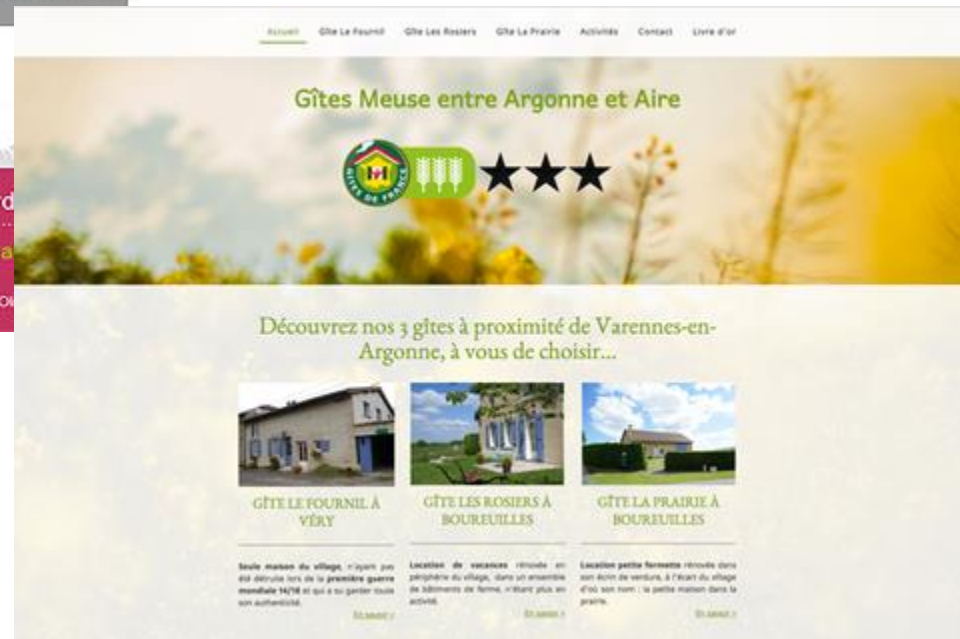 Accueil Gîte Le Fournil Gîte Les Rosiers Gîte La Prairie Activités Contact Livre d'or
Gîtes Meuse entre Argonne et Aire
GITES DE FRANCE
Découvrez nos 3 gîtes à proximité de Varennes-en-
Argonne, à vous de choisir...
GÎTE LE FOURNIL À
VÉRY
Seule maison du village, n'ayant pas
été détruite lors de la première guerre
mondiale 14/18 et qui a su garder toute
son authenticité.
En savoir >
GÎTE LES ROSIERS À
BOUREUILLES
Location de vacances rénovée en
périphérie du village, dans un ensemble
de bâtiments de ferme, n'étant plus en
activité.
En savoir >
GÎTE LA PRAIRIE À
BOUREUILLES
Location petite fermette rénovée dans
son écrin de verdure, à l'écart du village
d'où son nom : la petite maison dans la
prairie.
En savoir >